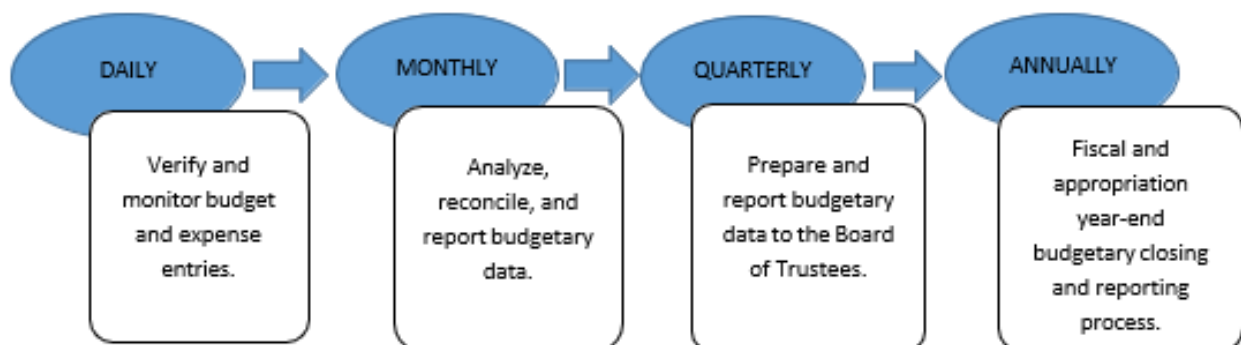 DAILY
Verify and
monitor budget
and expense
entries.
MONTHLY
Analyze,
reconcile, and
report budgetary
data.
QUARTERLY
Prepare and
report budgetary
data to the Board
of Trustees.
ANNUALLY
Fiscal and
appropriation
year-end
budgetary closing
and reporting
process.